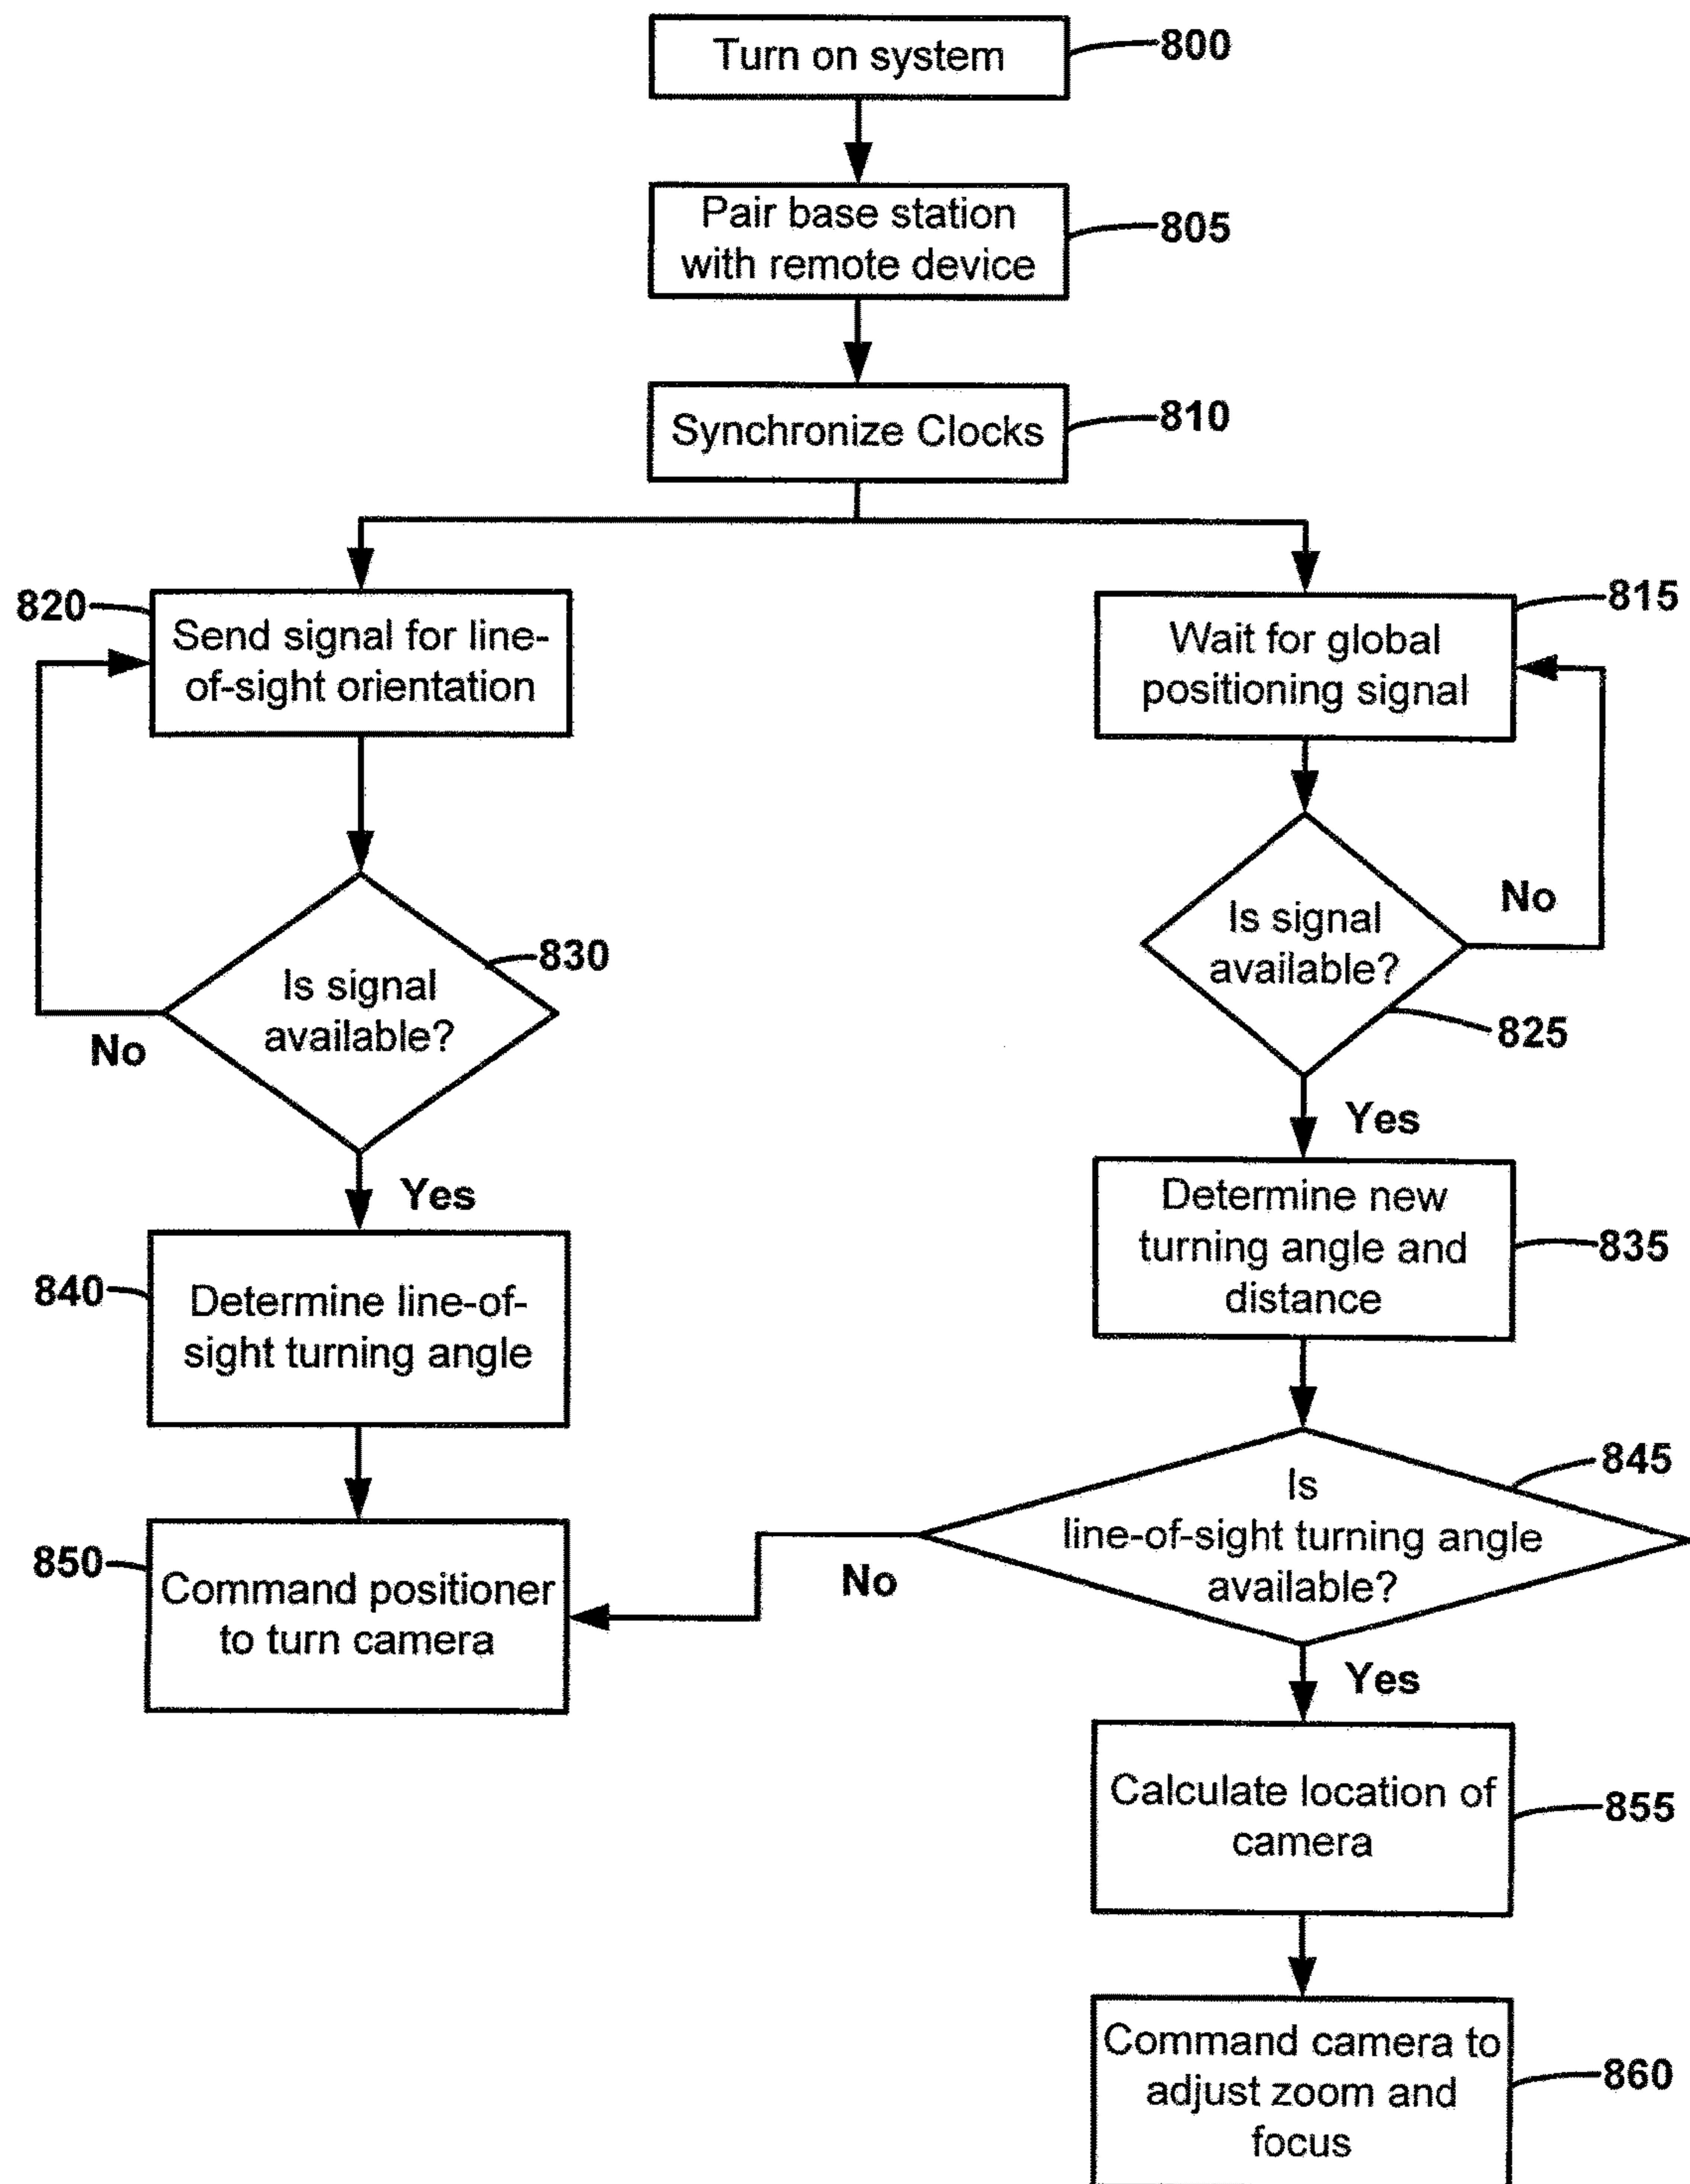 Turn on system
800
Pair base station
with remote device
805
Synchronize Clocks
810
820
Send signal for line-
of-sight orientation
815
Wait for global
positioning signal
830
Is signal
available?
No
Yes
Is signal
available?
No
825
Yes
840
Determine line-of-
sight turning angle
Determine new
turning angle and
distance
835
850
Command positioner
to turn camera
845
Is
line-of-sight turning angle
available?
No
Yes
Calculate location of
camera
855
Command camera to
adjust zoom and
focus
860